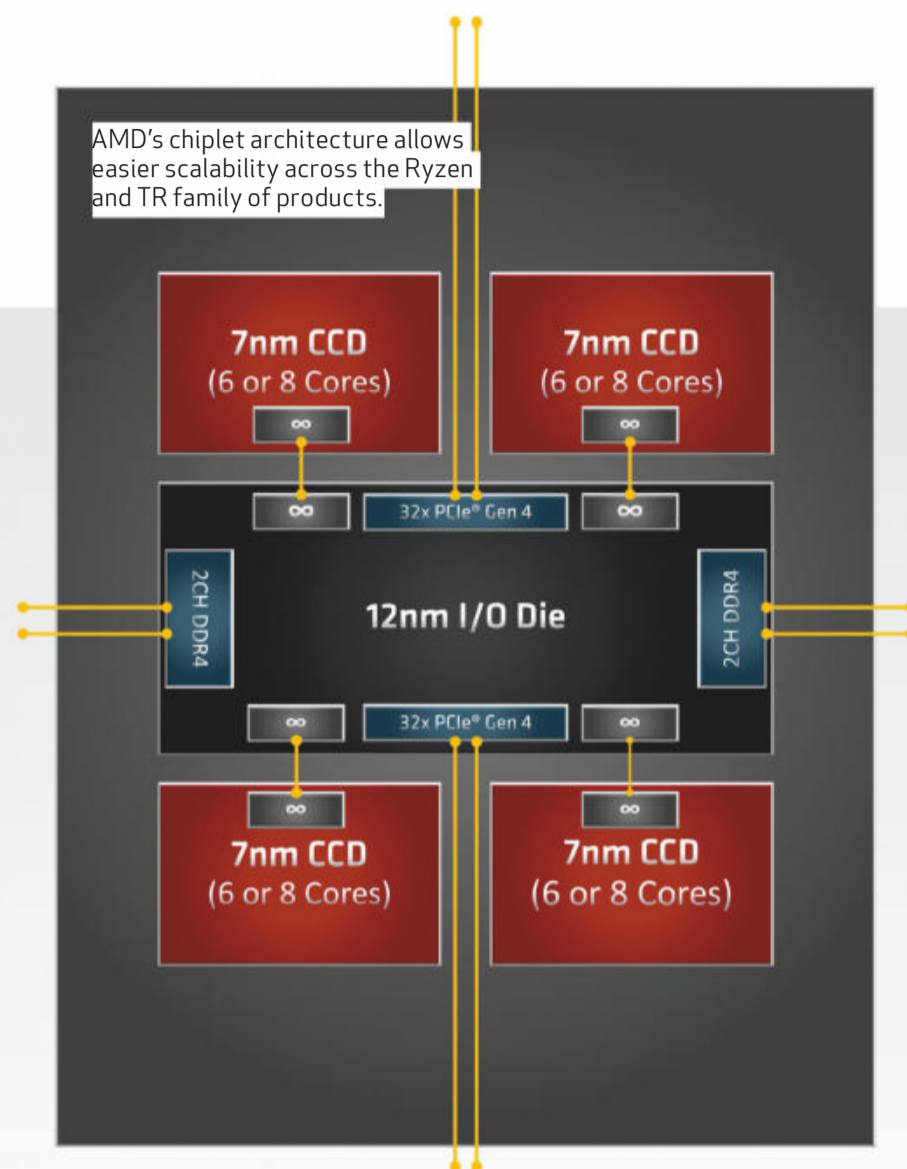 AMD's chiplet architecture allows
easier scalability across the Ryzen
and TR family of products.
7nm CCD
(6 or 8 Cores)
∞
7nm CCD
(6 or 8 Cores)
∞
∞
32x PCIe® Gen 4
∞
2CH DDR4
12nm I/O Die
2CH DDR4
∞
32x PCIe® Gen 4
∞
∞
7nm CCD
(6 or 8 Cores)
∞
7nm CCD
(6 or 8 Cores)